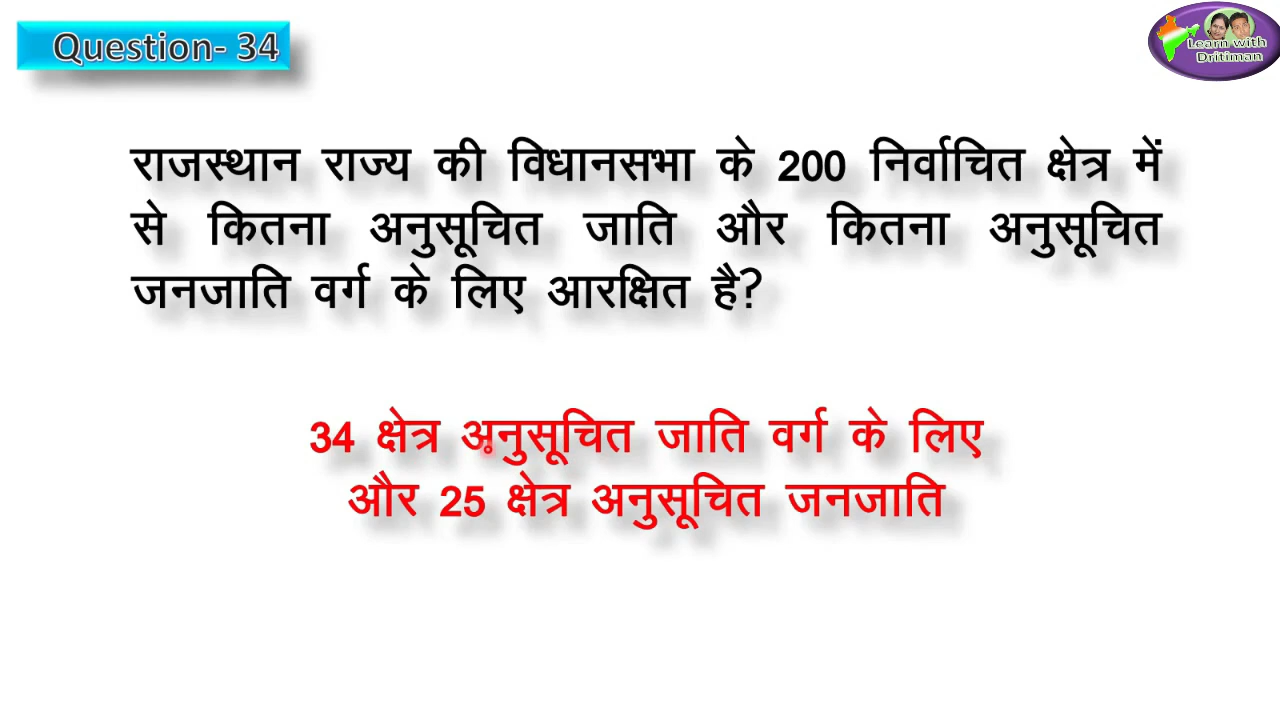 Question- 34
Learn with
Dritiman
राजस्थान राज्य की विधानसभा के 200 निर्वाचित क्षेत्र में
से कितना अनुसूचित जाति और कितना अनुसूचित
जनजाति वर्ग के लिए आरक्षित है?
34 क्षेत्र अनुसूचित जाति वर्ग के लिए
और 25 क्षेत्र अनुसूचित जनजाति